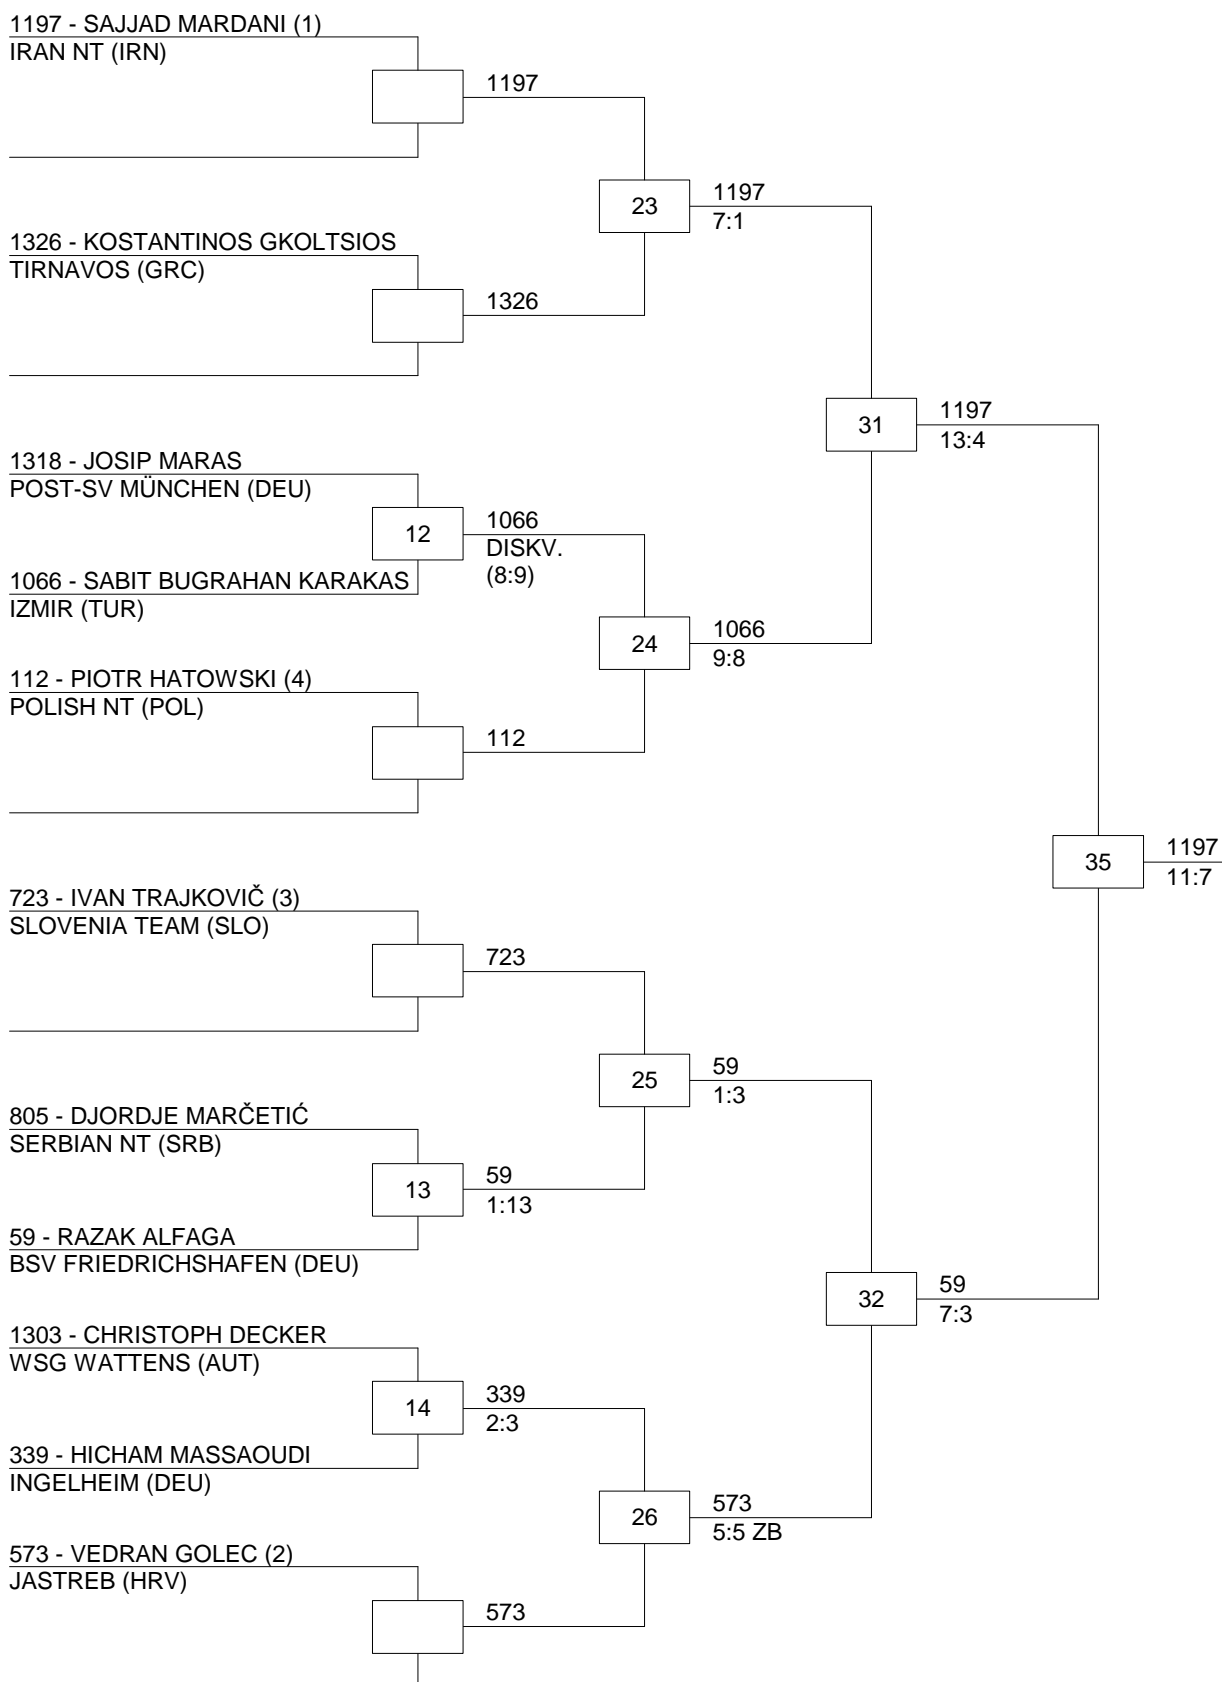 1197 - SAJJAD MARDANI (1)
IRAN NT (IRN)
1197
23
1197
7:1
1326 - KOSTANTINOS GKOLTSIOS
TIRNAVOS (GRC)
1326
31
1197
13:4
1318 - JOSIP MARAS
POST-SV MÜNCHEN (DEU)
12
1066
DISKV.
(8:9)
1066 - SABIT BUGRAHAN KARAKAS
IZMIR (TUR)
24
1066
9:8
112 - PIOTR HATOWSKI (4)
POLISH NT (POL)
112
35
1197
11:7
723 - IVAN TRAJKOVIČ (3)
SLOVENIA TEAM (SLO)
723
25
59
1:3
805 - DJORDJE MARČETIĆ
SERBIAN NT (SRB)
13
59
1:13
59 - RAZAK ALFAGA
BSV FRIEDRICHSHAFEN (DEU)
32
59
7:3
1303 - CHRISTOPH DECKER
WSG WATTENS (AUT)
14
339
2:3
339 - HICHAM MASSAOUDI
INGELHEIM (DEU)
26
573
5:5 ZB
573 - VEDRAN GOLEC (2)
JASTREB (HRV)
573